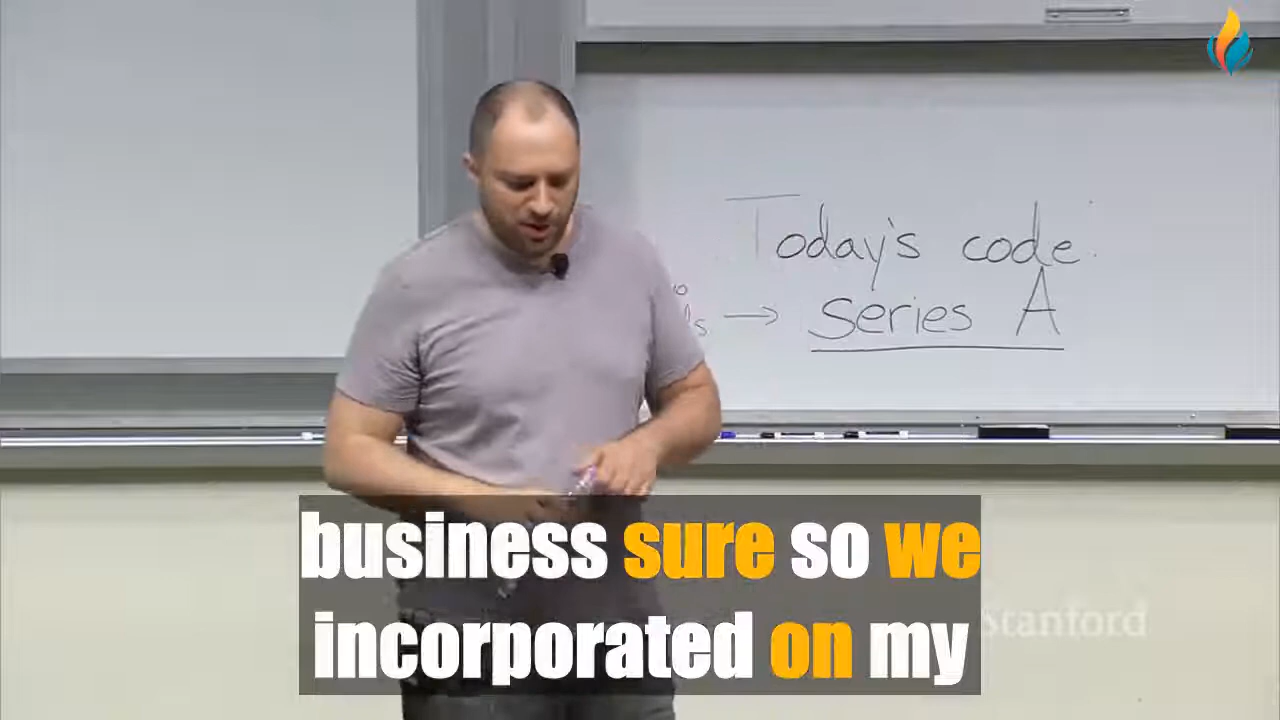 Today's code:
series A
business sure so we
incorporated on my
Stanford